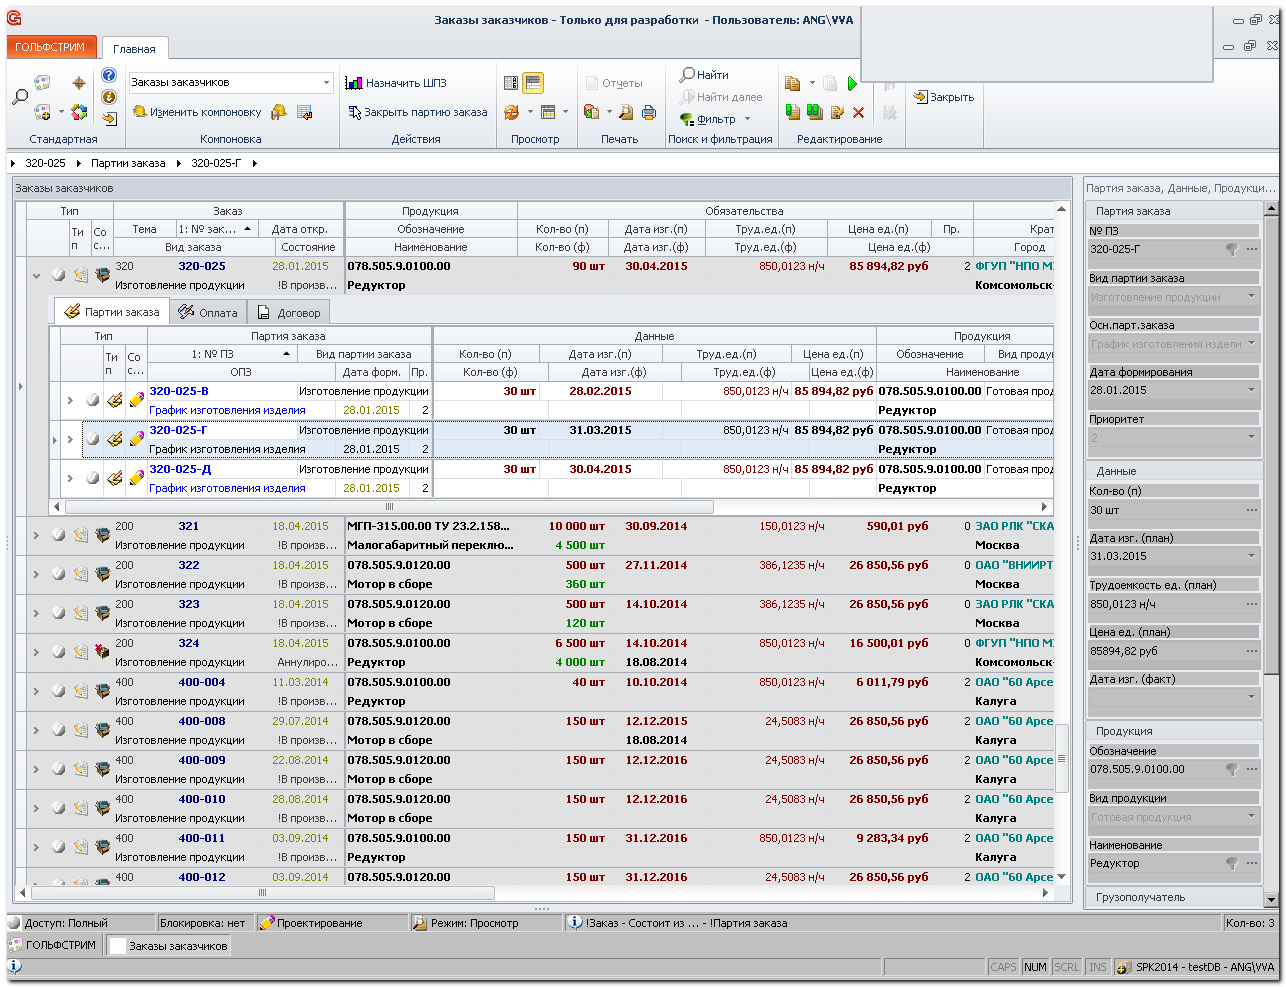 Заказы заказчиков - Только для разработки - Пользователь: ANG\VVA
ГОЛЬФСТРИМ Главная
Заказы заказчиков Назначить ШПЗ Отчеты Найти
Изменить компоновку Закрыть партию заказа Найти далее Закрыть
Фильтр
Стандартная Компоновка Действия Просмотр Печать Поиск и фильтрация Редактирование
320-025 Партии заказа 320-025-Г
Заказы заказчиков
Тип Заказ Продукция Обязательства
Ти п Со с... Тема 1: № зак... Дата откр. Обозначение Кол-во (п) Дата изг.(п) Труд.ед.(п) Цена ед.(п) Пр. Крат
Вид заказа Состояние Наименование Кол-во (ф) Дата изг.(ф) Труд.ед.(ф) Цена ед.(ф) Город
320 320-025 28.01.2015 078.505.9.0100.00 90 шт 30.04.2015 850,0123 н/ч 85 894,82 руб 2 ФГУП "НПО М
Изготовление продукции !В произв... Редуктор Комсомольск-
Партии заказа Оплата Договор
Тип Партия заказа Данные Продукция
Ти п Со с... 1: № ПЗ Вид партии заказа Кол-во (п) Дата изг.(п) Труд.ед.(п) Цена ед.(п) Обозначение Вид проду
ОПЗ Дата форм. Пр. Кол-во (ф) Дата изг.(ф) Труд.ед.(ф) Цена ед.(ф) Наименование
320-025-В Изготовление продукции 30 шт 28.02.2015 850,0123 н/ч 85 894,82 руб 078.505.9.0100.00 Готовая прод
График изготовления изделия 28.01.2015 2 Редуктор
320-025-Г Изготовление продукции 30 шт 31.03.2015 850,0123 н/ч 85 894,82 руб 078.505.9.0100.00 Готовая прод
График изготовления изделия 28.01.2015 2 Редуктор
320-025-Д Изготовление продукции 30 шт 30.04.2015 850,0123 н/ч 85 894,82 руб 078.505.9.0100.00 Готовая прод
График изготовления изделия 28.01.2015 2 Редуктор
200 321 18.04.2015 МГП-315.00.00 ТУ 23.2.158... 10 000 шт 30.09.2014 150,0123 н/ч 590,01 руб 0 ЗАО РЛК "СКА
Изготовление продукции !В произв... Малогабаритный переклю... 4 500 шт Москва
200 322 18.04.2015 078.505.9.0120.00 500 шт 27.11.2014 386,1235 н/ч 26 850,56 руб 0 ОАО "ВНИИРТ
Изготовление продукции !В произв... Мотор в сборе 360 шт Москва
200 323 18.04.2015 078.505.9.0120.00 500 шт 14.10.2014 386,1235 н/ч 26 850,56 руб 0 ЗАО РЛК "СКА
Изготовление продукции !В произв... Мотор в сборе 120 шт Москва
200 324 18.04.2015 078.505.9.0100.00 6 500 шт 14.10.2014 850,0123 н/ч 16 500,01 руб 0 ФГУП "НПО М
Изготовление продукции Аннулиро... Редуктор 4 000 шт 18.08.2014 Комсомольск-
400 400-004 11.03.2014 078.505.9.0100.00 40 шт 10.10.2014 850,0123 н/ч 6 011,79 руб 2 ОАО "60 Арсе
Изготовление продукции !В произв... Редуктор Калуга
400 400-008 29.07.2014 078.505.9.0120.00 150 шт 12.12.2015 24,5083 н/ч 26 850,56 руб 2 ОАО "60 Арсе
Изготовление продукции !В произв... Мотор в сборе 18.08.2014 Калуга
400 400-009 22.08.2014 078.505.9.0120.00 150 шт 12.12.2016 24,5083 н/ч 26 850,56 руб 2 ОАО "60 Арсе
Изготовление продукции !В произв... Мотор в сборе Калуга
400 400-010 28.08.2014 078.505.9.0120.00 150 шт 12.12.2016 24,5083 н/ч 26 850,56 руб 2 ОАО "60 Арсе
Изготовление продукции !В произв... Мотор в сборе Калуга
400 400-011 03.09.2014 078.505.9.0100.00 150 шт 31.12.2016 850,0123 н/ч 9 283,34 руб 2 ОАО "60 Арсе
Изготовление продукции !В произв... Редуктор Калуга
400 400-012 03.09.2014 078.505.9.0120.00 150 шт 31.12.2016 24,5083 н/ч 26 850,56 руб 2 ОАО "60 Арсе
Партия заказа, Данные, Продукци...
Партия заказа
№ ПЗ
320-025-Г
Вид партии заказа
Изготовление продукции
Осн.парт.заказа
График изготовления издели
Дата формирования
28.01.2015
Приоритет
2
Данные
Кол-во (п)
30 шт
Дата изг. (план)
31.03.2015
Трудоемкость ед. (план)
850,0123 н/ч
Цена ед. (план)
85894,82 руб
Дата изг. (факт)
Продукция
Обозначение
078.505.9.0100.00
Вид продукции
Готовая продукция
Наименование
Редуктор
Грузополучатель
Доступ: Полный Блокировка: нет Проектирование Режим: Просмотр !Заказ - Состоит из ... - !Партия заказа Кол-во: 3
ГОЛЬФСТРИМ Заказы заказчиков
CAPS NUM SCRL INS SPK2014 - testDB - ANG\VVA